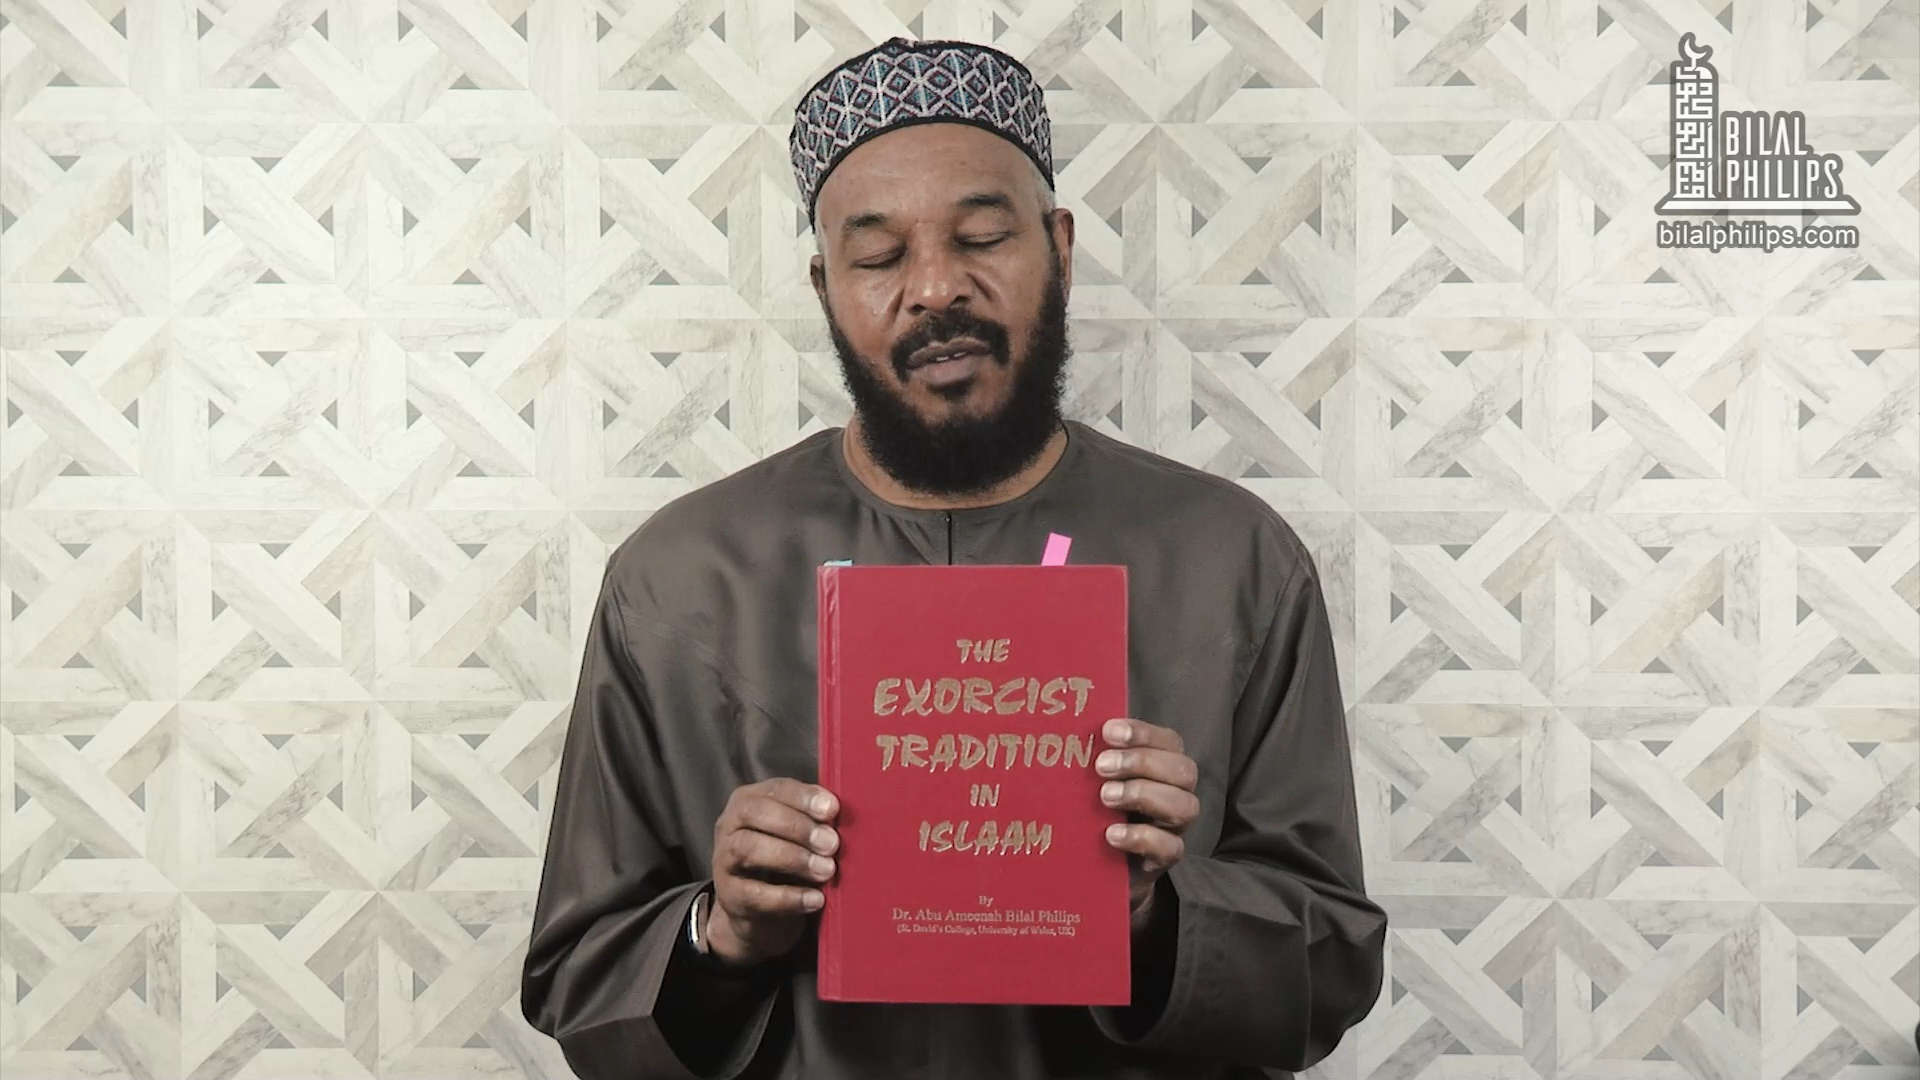 BILAL
PHILIPS
bilalphilips.com
THE
EXORCIST
TRADITION
IN
ISLAAM
By
Dr. Abu Ameenah Bilal Philips
(St. David's College, University of Wales, UK)